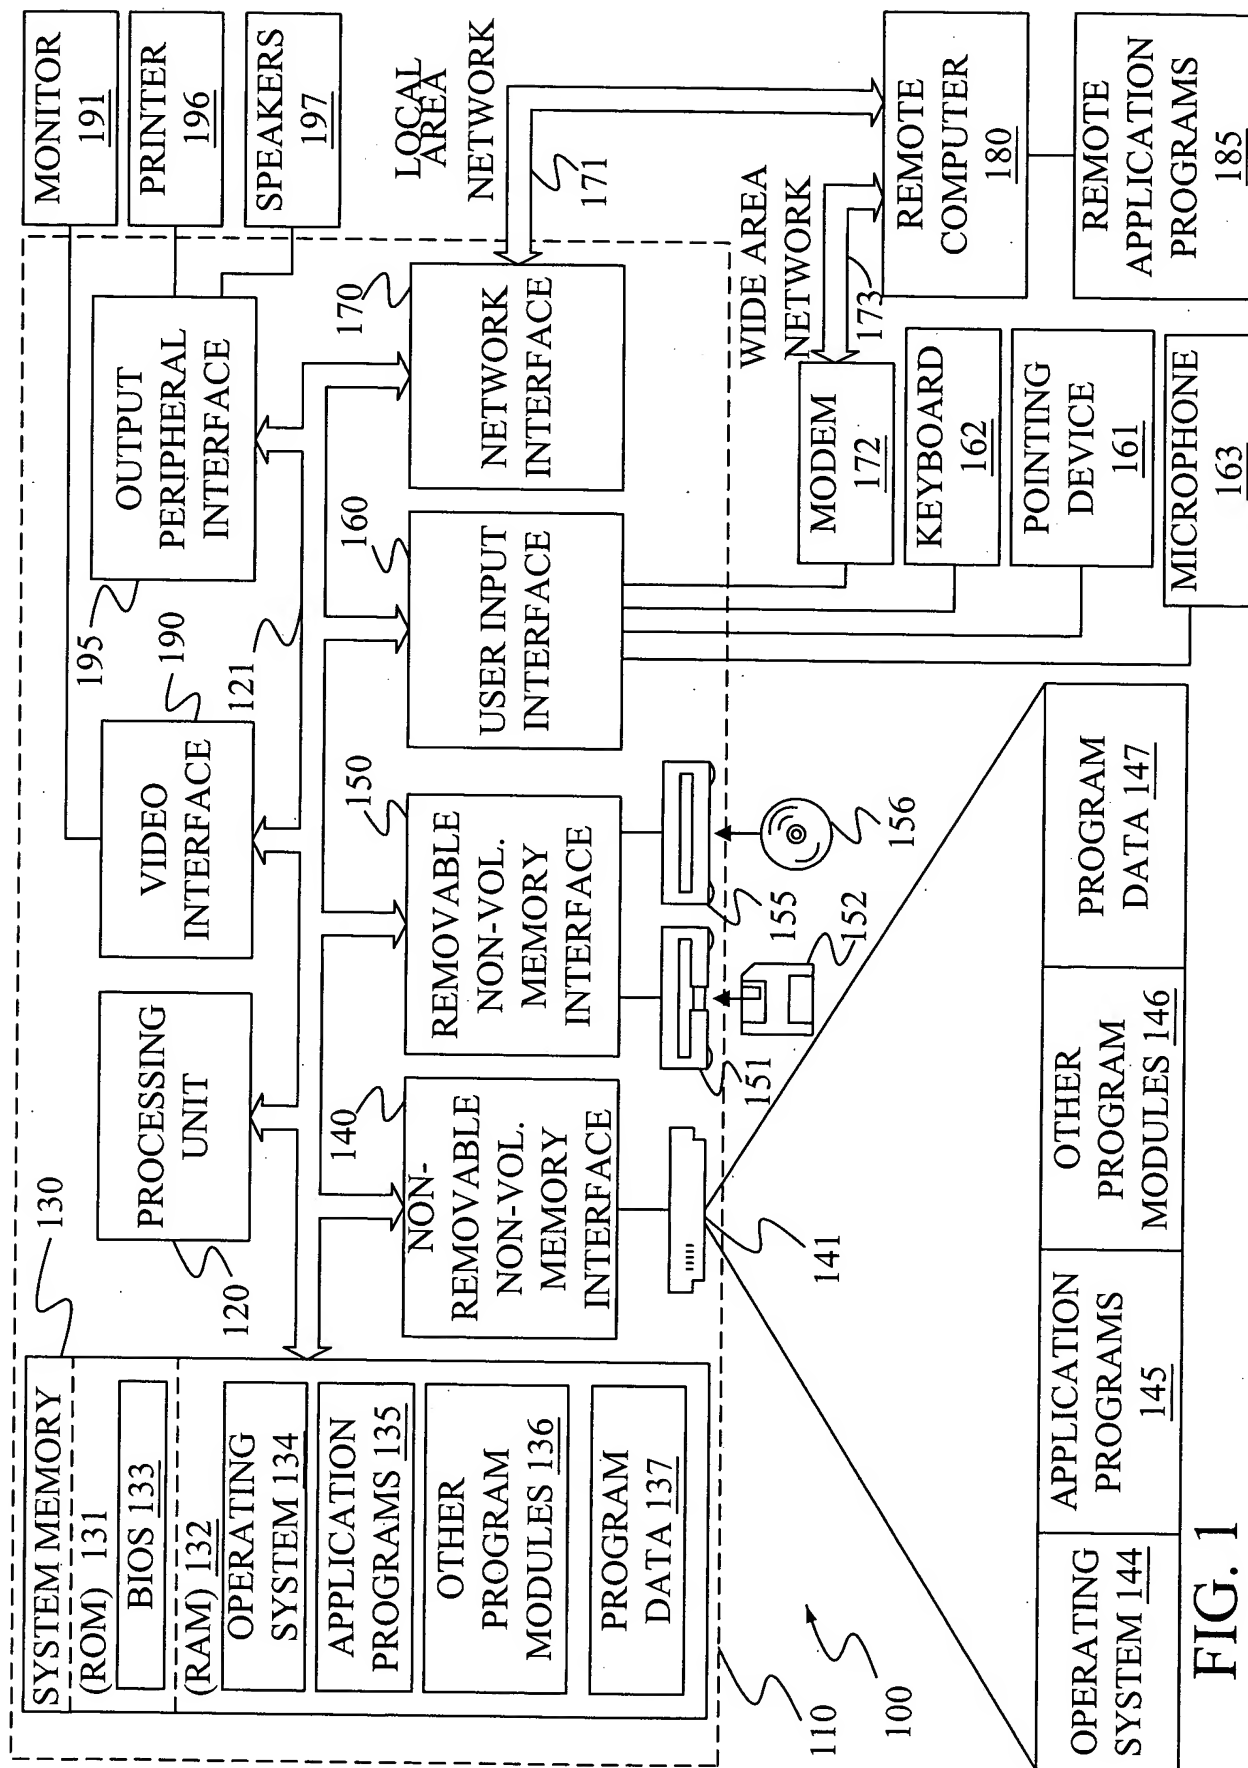 SYSTEM MEMORY
(ROM) 131
BIOS 133
(RAM) 132
OPERATING
SYSTEM 134
APPLICATION
PROGRAMS 135
OTHER
PROGRAM
MODULES 136
PROGRAM
DATA 137
130
PROCESSING
UNIT
120
VIDEO
INTERFACE
190
121
OUTPUT
PERIPHERAL
INTERFACE
195
MONITOR
191
PRINTER
196
SPEAKERS
197
NON-
REMOVABLE
NON-VOL.
MEMORY
INTERFACE
140
REMOVABLE
NON-VOL.
MEMORY
INTERFACE
150
USER INPUT
INTERFACE
160
NETWORK
INTERFACE
170
LOCAL
AREA
NETWORK
171
141
151
152
155
156
WIDE AREA
NETWORK
173
MODEM
172
KEYBOARD
162
POINTING
DEVICE
161
MICROPHONE
163
REMOTE
COMPUTER
180
REMOTE
APPLICATION
PROGRAMS
185
110
100
OPERATING
SYSTEM 144
APPLICATION
PROGRAMS
145
OTHER
PROGRAM
MODULES 146
PROGRAM
DATA 147
FIG. 1